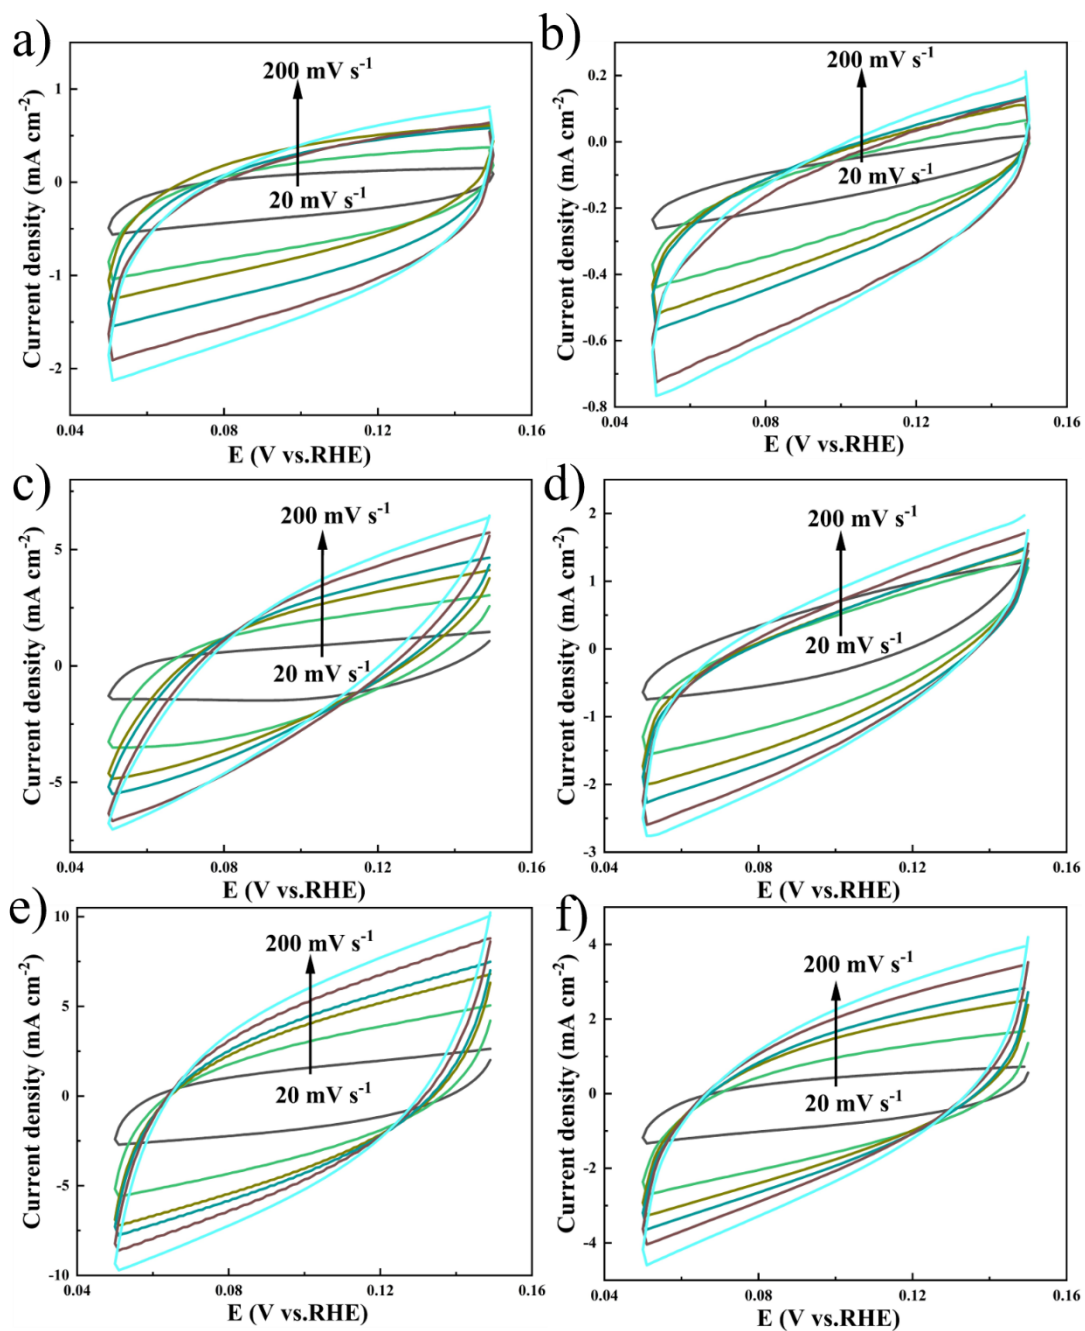 a)
Current density (mA cm-2)
1
0
-1
-2
200 mV s-1
20 mV s-1
0.04 0.08 0.12 0.16
E (V vs.RHE)
b)
Current density (mA cm-2)
0.2
0.0
-0.2
-0.4
-0.6
-0.8
200 mV s-1
20 mV s-1
0.04 0.08 0.12 0.16
E (V vs.RHE)
c)
Current density (mA cm-2)
5
0
-5
200 mV s-1
20 mV s-1
0.04 0.08 0.12 0.16
E (V vs.RHE)
d)
Current density (mA cm-2)
2
1
0
-1
-2
-3
200 mV s-1
20 mV s-1
0.04 0.08 0.12 0.16
E (V vs.RHE)
e)
Current density (mA cm-2)
10
5
0
-5
-10
200 mV s-1
20 mV s-1
0.04 0.08 0.12 0.16
E (V vs.RHE)
f)
Current density (mA cm-2)
4
2
0
-2
-4
200 mV s-1
20 mV s-1
0.04 0.08 0.12 0.16
E (V vs.RHE)